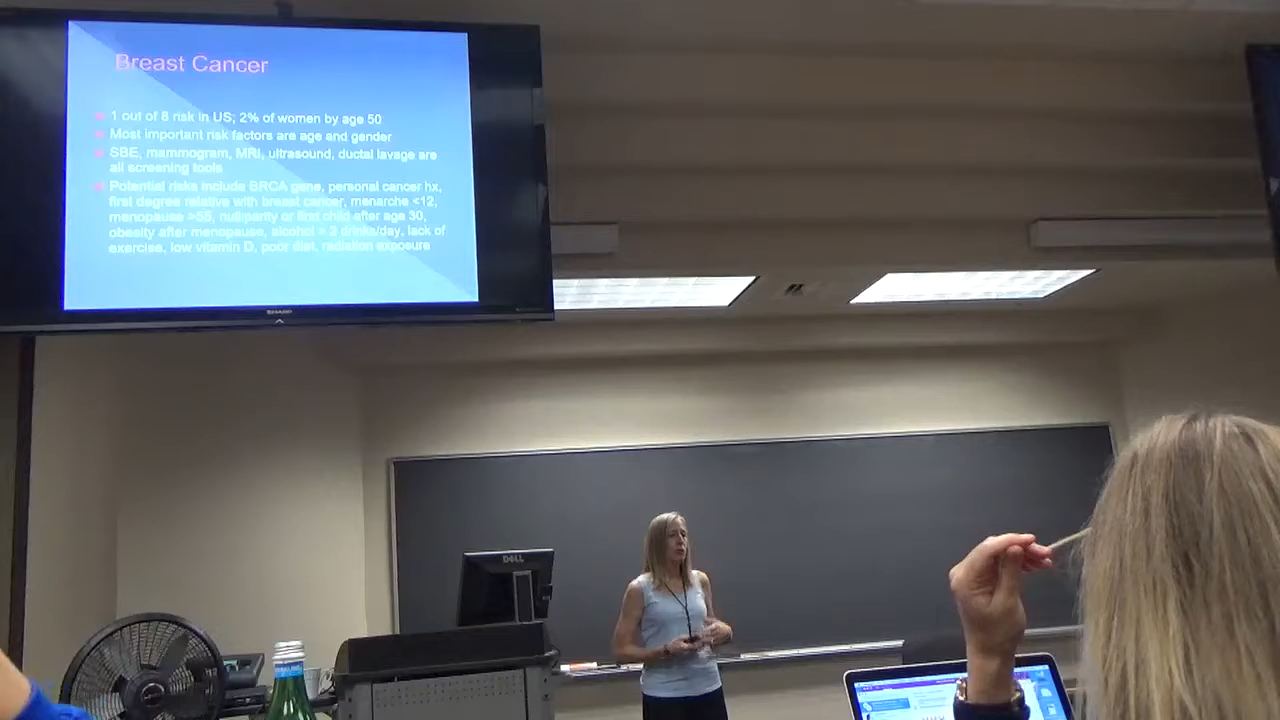 Breast Cancer
1 out of 8 risk in US; 2% of women by age 50
Most important risk factors are age and gender
SBE, mammogram, MRI, ultrasound, ductal lavage are
all screening tools
Potential risks include BRCA gene, personal cancer hx,
first degree relative with breast cancer, menarche <12,
menopause >55, nulliparity or first child after age 30,
obesity after menopause, alcohol > 2 drinks/day, lack of
exercise, low vitamin D, poor diet, radiation exposure
SHARP
DELL